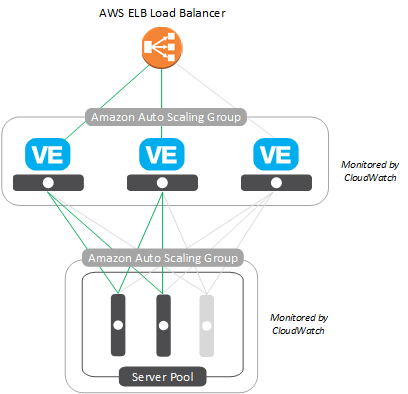 AWS ELB Load Balancer
Amazon Auto Scaling Group
VE VE VE
Monitored by
CloudWatch
Amazon Auto Scaling Group
Monitored by
CloudWatch
Server Pool